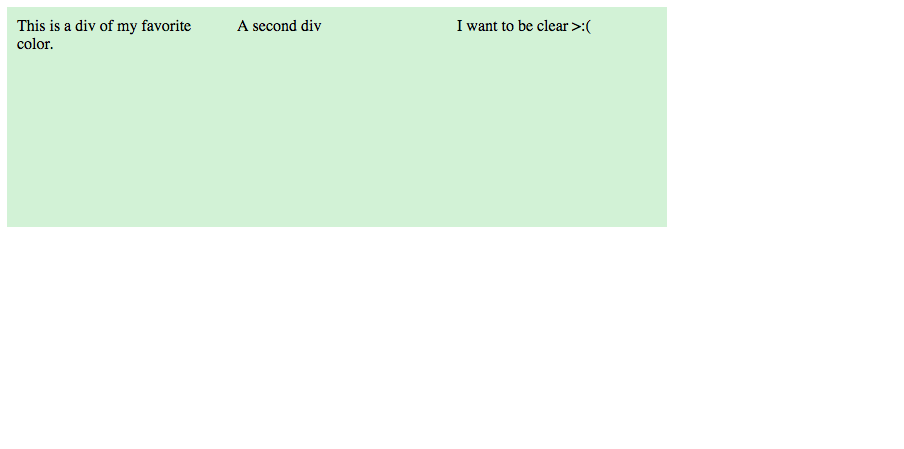 This is a div of my favorite
color.
A second div
I want to be clear >:(